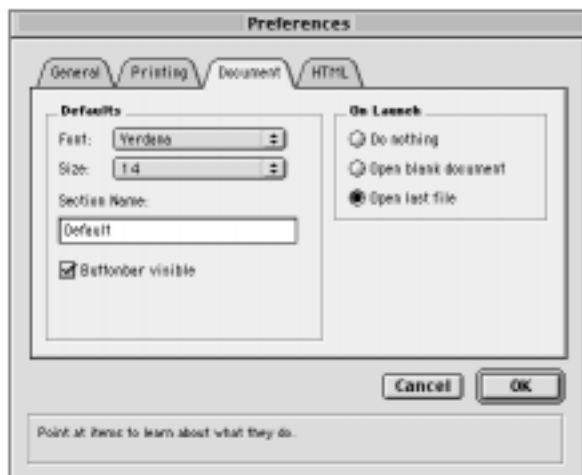 Preferences
General
Printing
Document
HTML
Defaults
Font: Verdana
Size: 14
Section Name:
Default
Buttonbar visible
On Launch
Do nothing
Open blank document
Open last file
Cancel
OK
Point at items to learn about what they do.